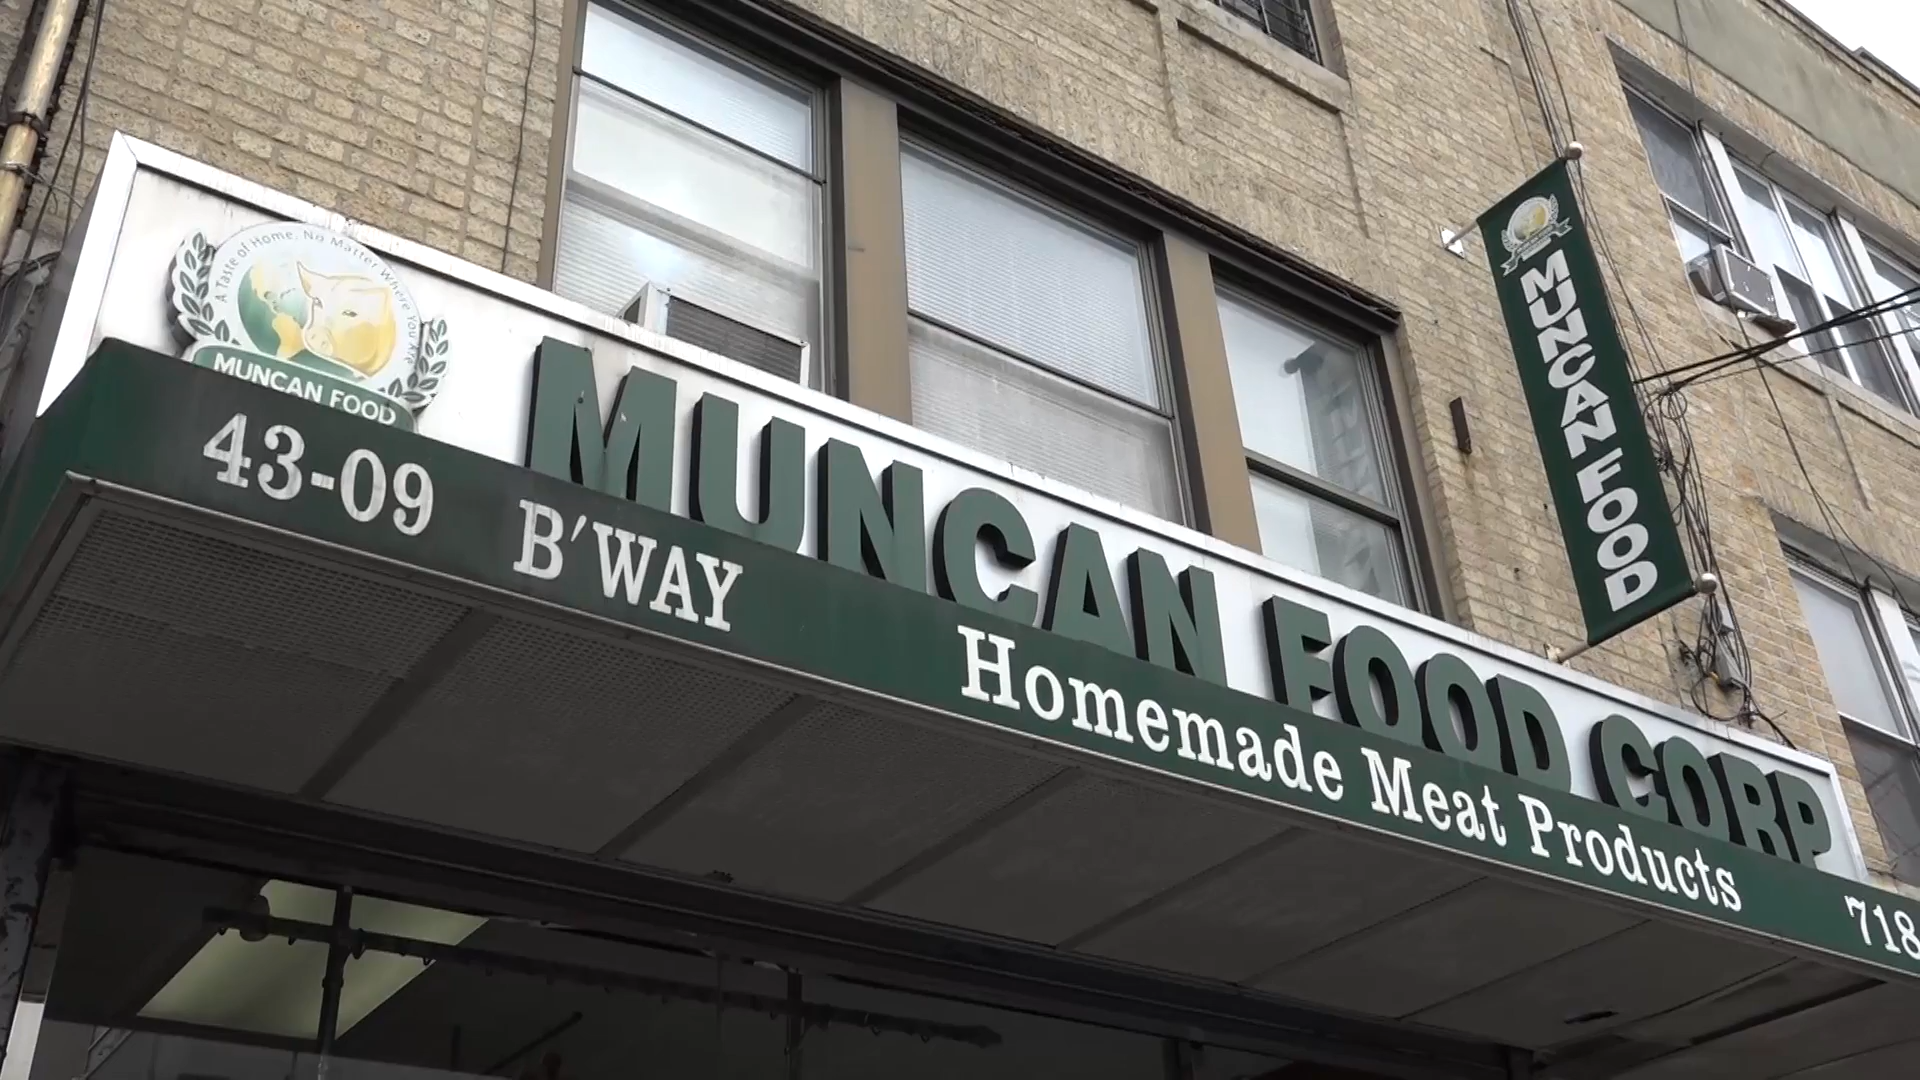 A Taste of Home, No Matter Where You Are
MUNCAN FOOD
MUNCAN FOOD CORP
43-09 B'WAY
Homemade Meat Products
718
MUNCAN FOOD